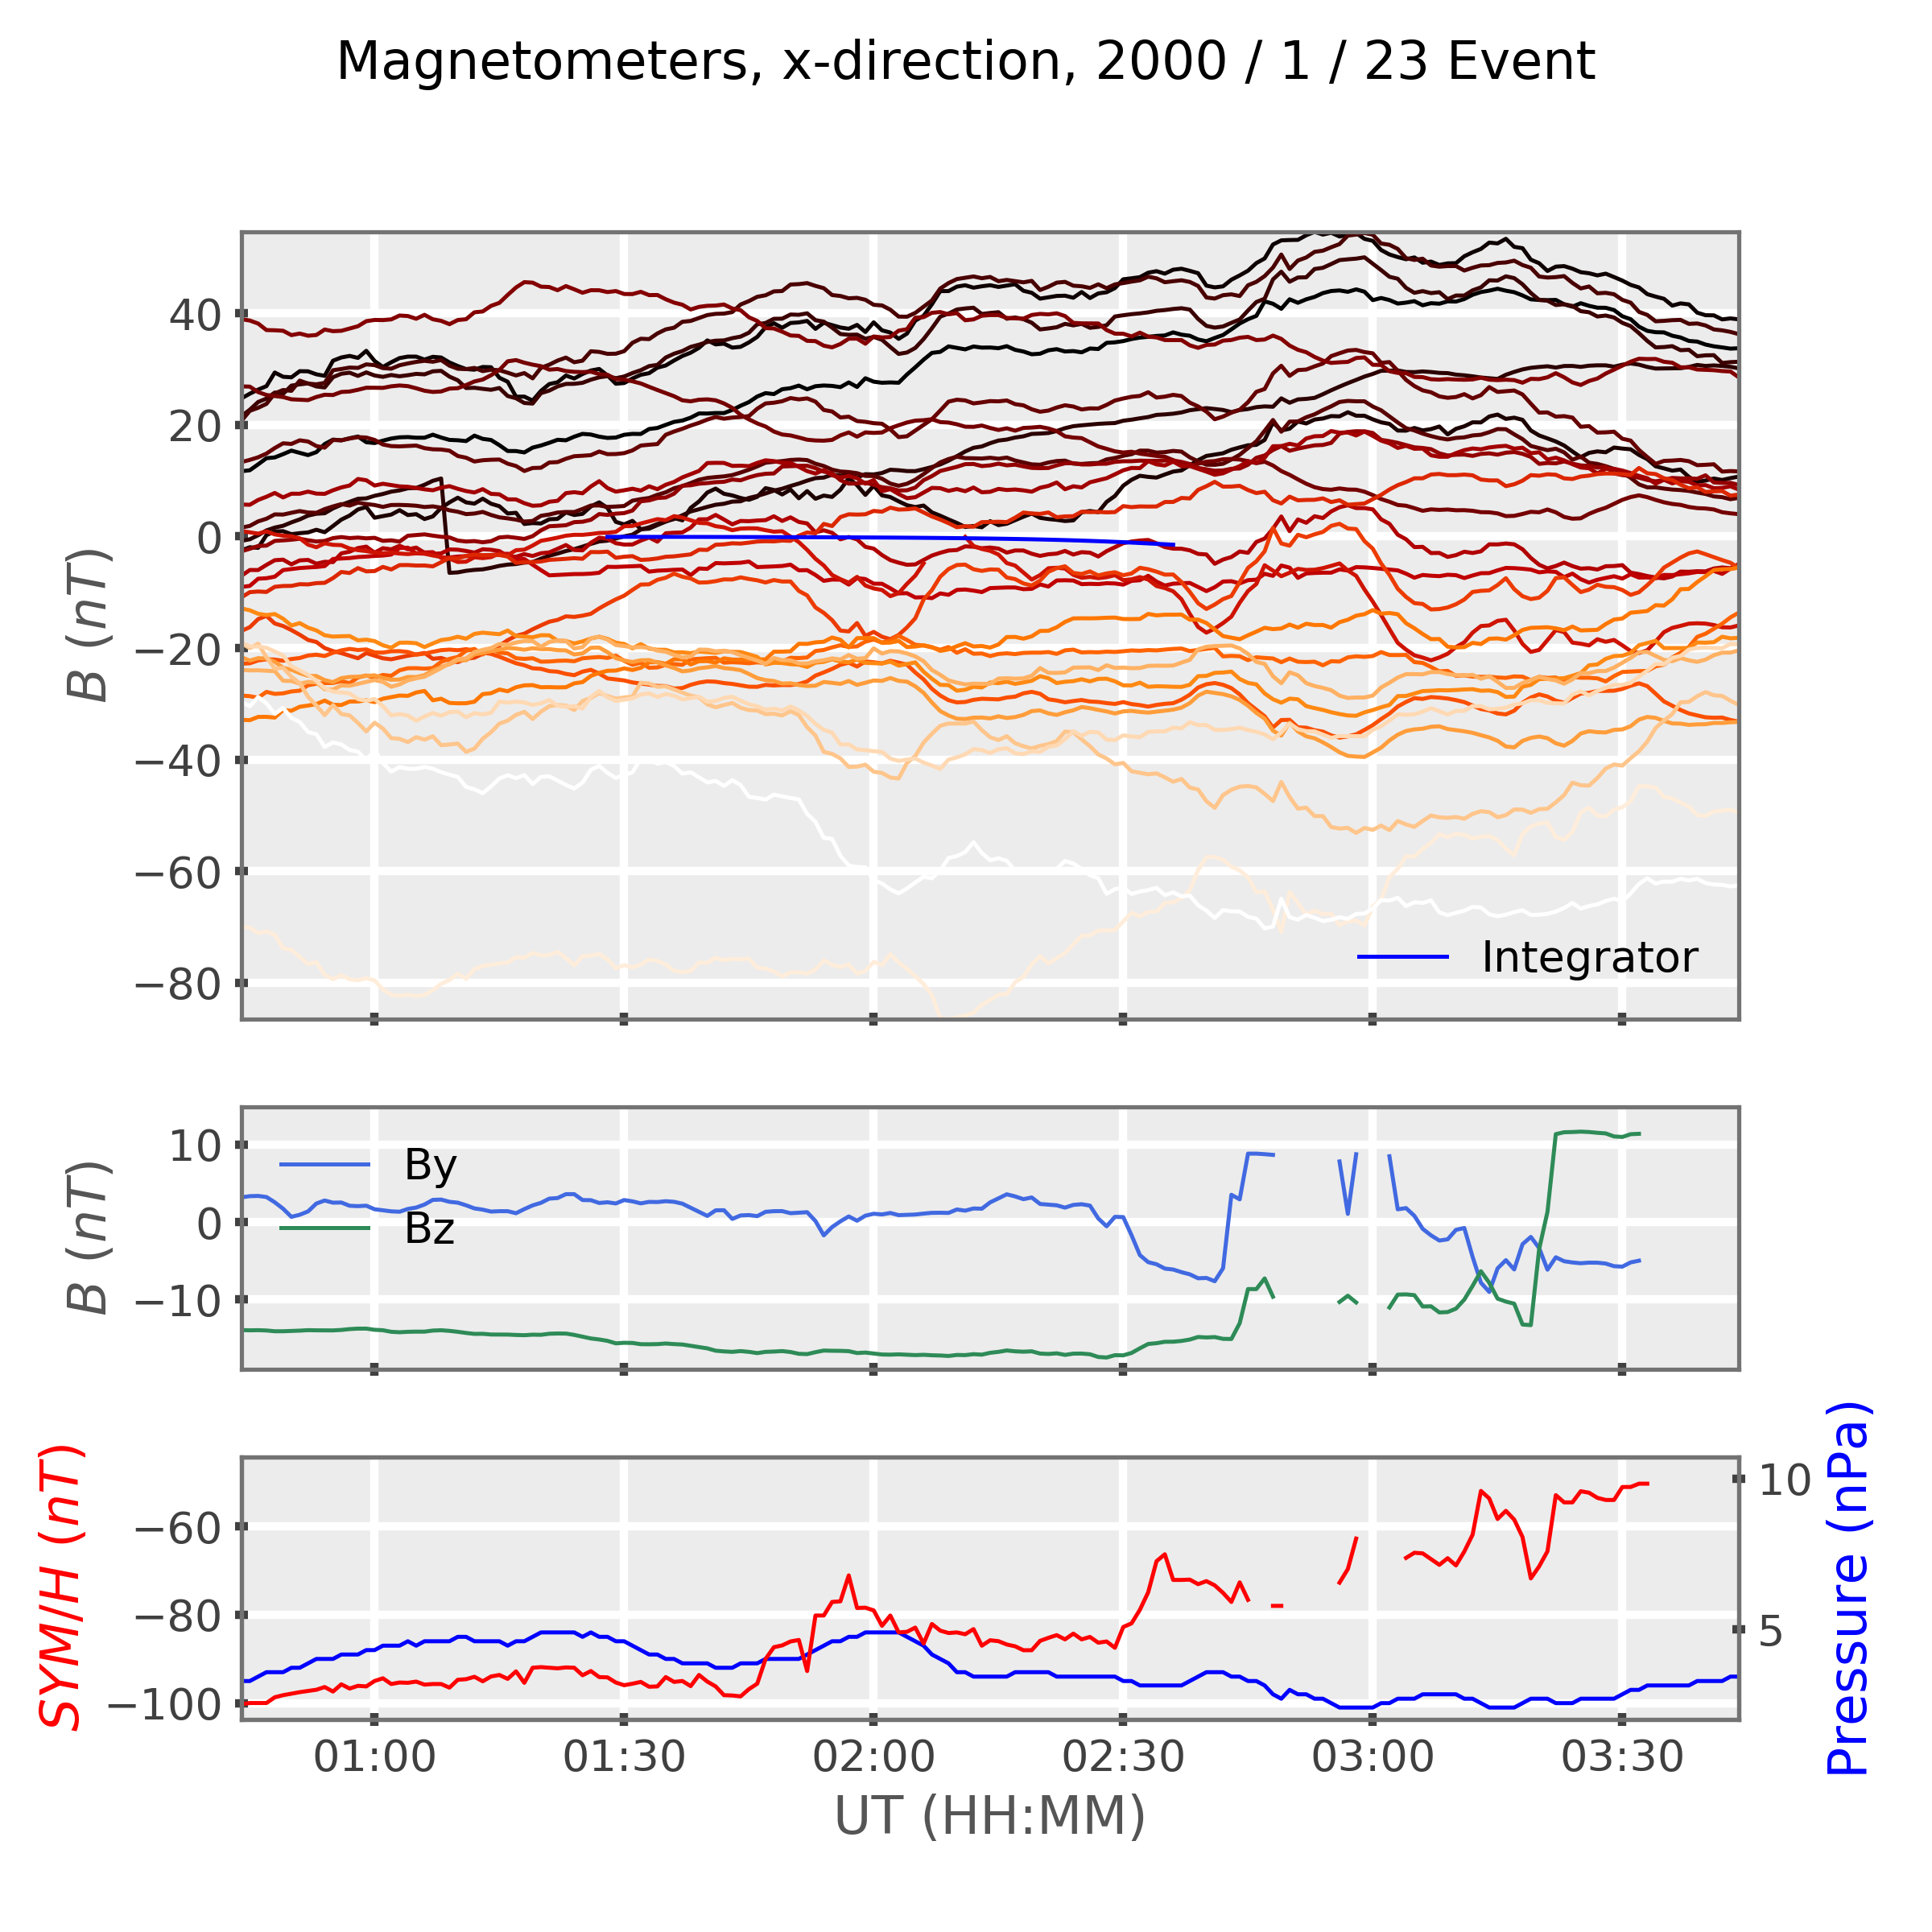 Magnetometers, x-direction, 2000 / 1 / 23 Event
B (nT)
40
20
0
−20
−40
−60
−80
Integrator
B (nT)
10
0
−10
By
Bz
SYM/H (nT)
−60
−80
−100
10
5
Pressure (nPa)
01:00 01:30 02:00 02:30 03:00 03:30
UT (HH:MM)